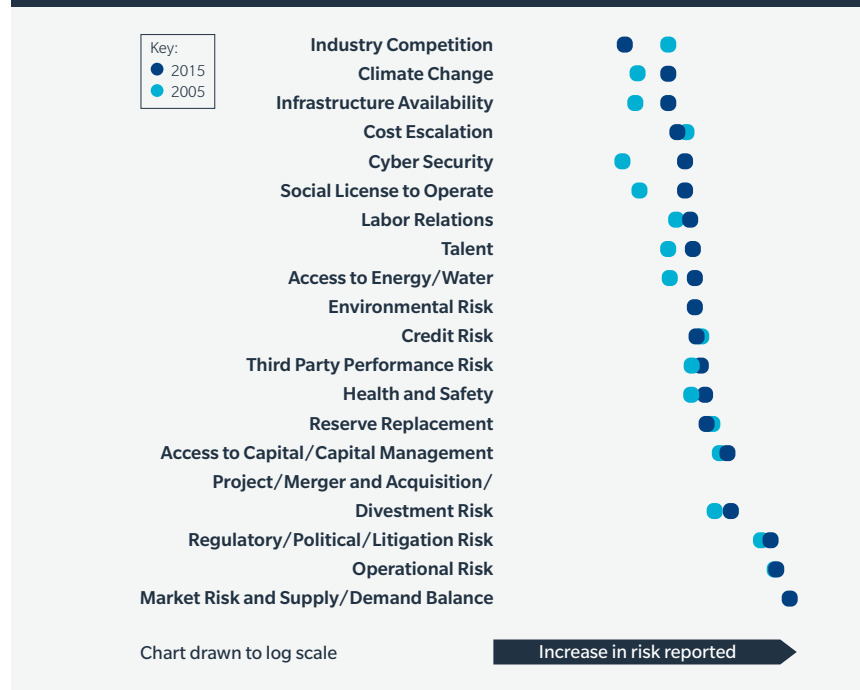 Key:
2015
2005
Industry Competition
Climate Change
Infrastructure Availability
Cost Escalation
Cyber Security
Social License to Operate
Labor Relations
Talent
Access to Energy/Water
Environmental Risk
Credit Risk
Third Party Performance Risk
Health and Safety
Reserve Replacement
Access to Capital/Capital Management
Project/Merger and Acquisition/
Divestment Risk
Regulatory/Political/Litigation Risk
Operational Risk
Market Risk and Supply/Demand Balance
Chart drawn to log scale
Increase in risk reported